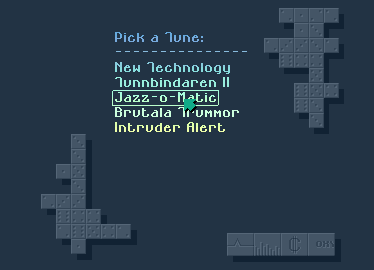 Pick a Tune:
New Technology
Tunnbindaren II
Jazz-o-Matic
Brutala Trummor
Intruder Alert